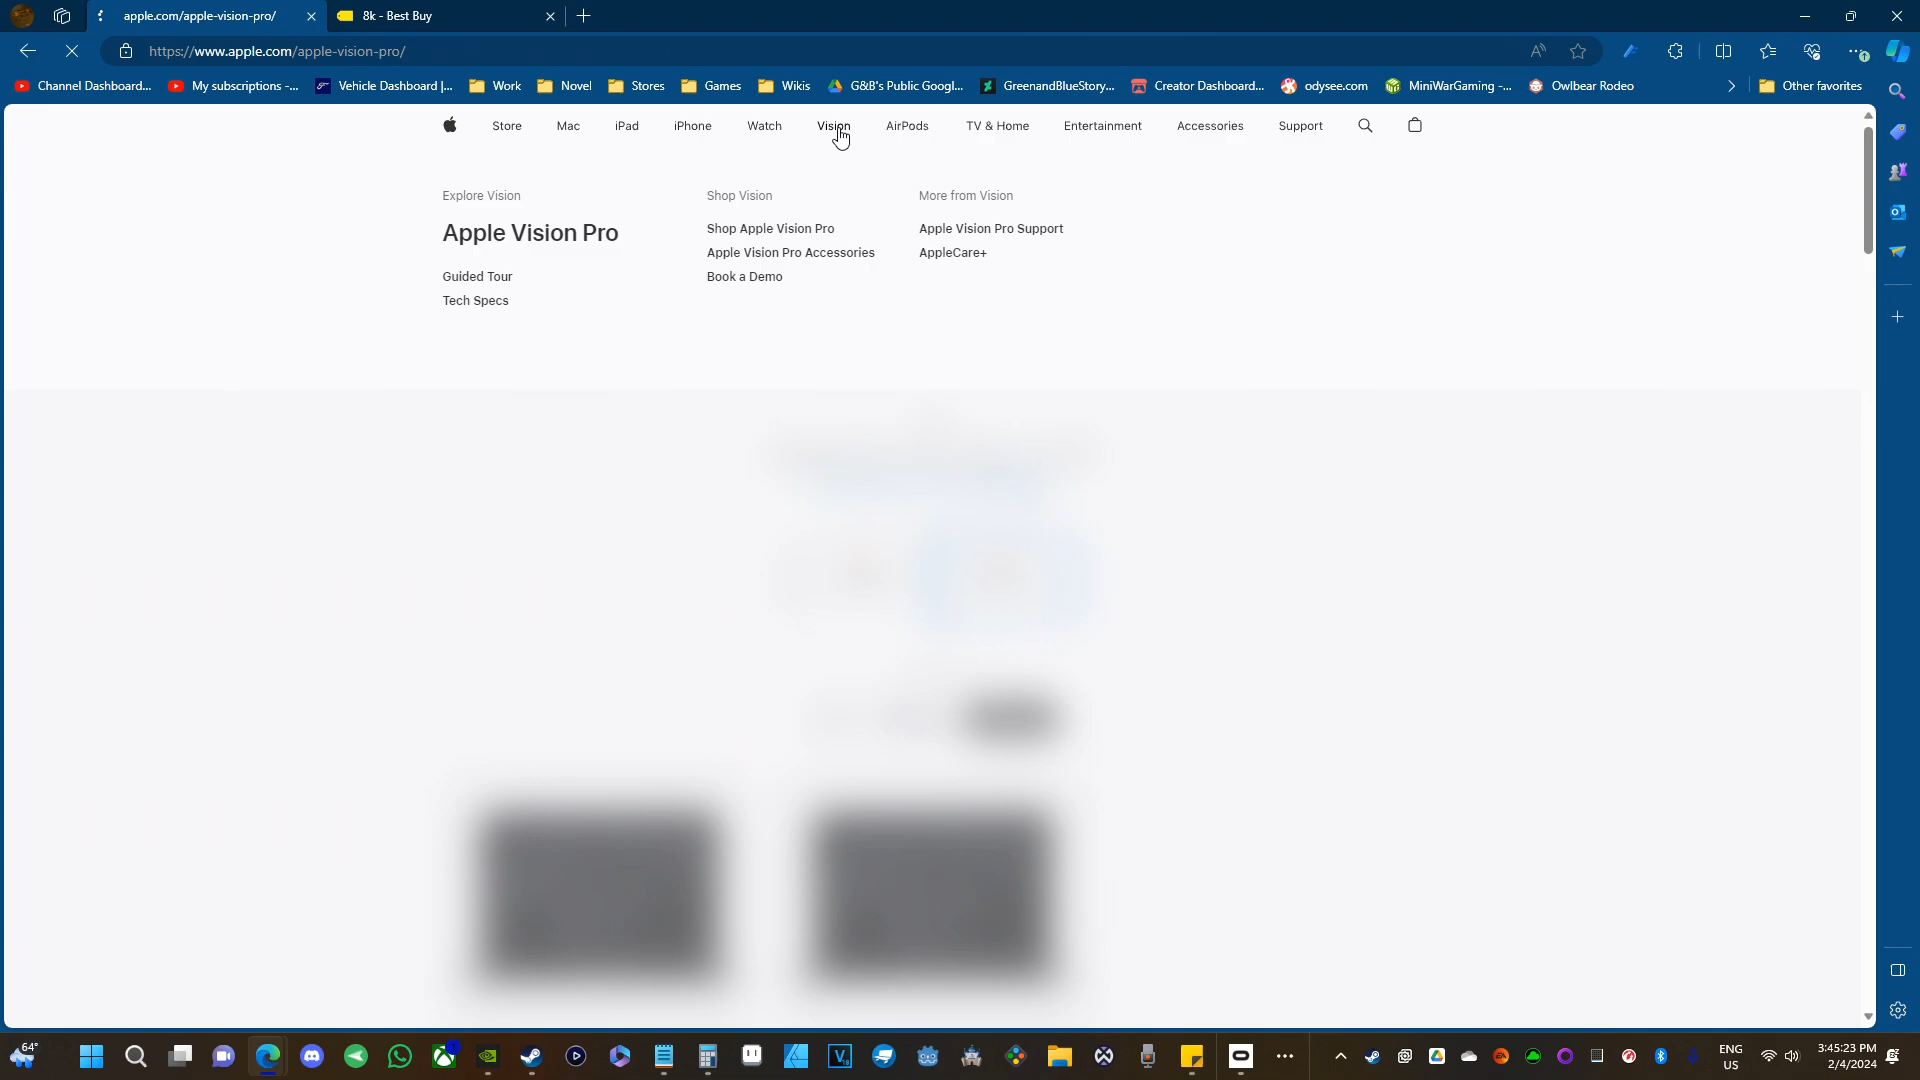 apple.com/apple-vision-pro/
8k - Best Buy
https://www.apple.com/apple-vision-pro/
Channel Dashboard...
My subscriptions -...
Vehicle Dashboard |...
Work
Novel
Stores
Games
Wikis
G&B's Public Googl...
GreenandBlueStory...
Creator Dashboard...
odysee.com
MiniWarGaming -...
Owlbear Rodeo
Other favorites
Store
Mac
iPad
iPhone
Watch
Vision
AirPods
TV & Home
Entertainment
Accessories
Support
Explore Vision
Apple Vision Pro
Guided Tour
Tech Specs
Shop Vision
Shop Apple Vision Pro
Apple Vision Pro Accessories
Book a Demo
More from Vision
Apple Vision Pro Support
AppleCare+
64°
ENG
US
3:45:23 PM
2/4/2024